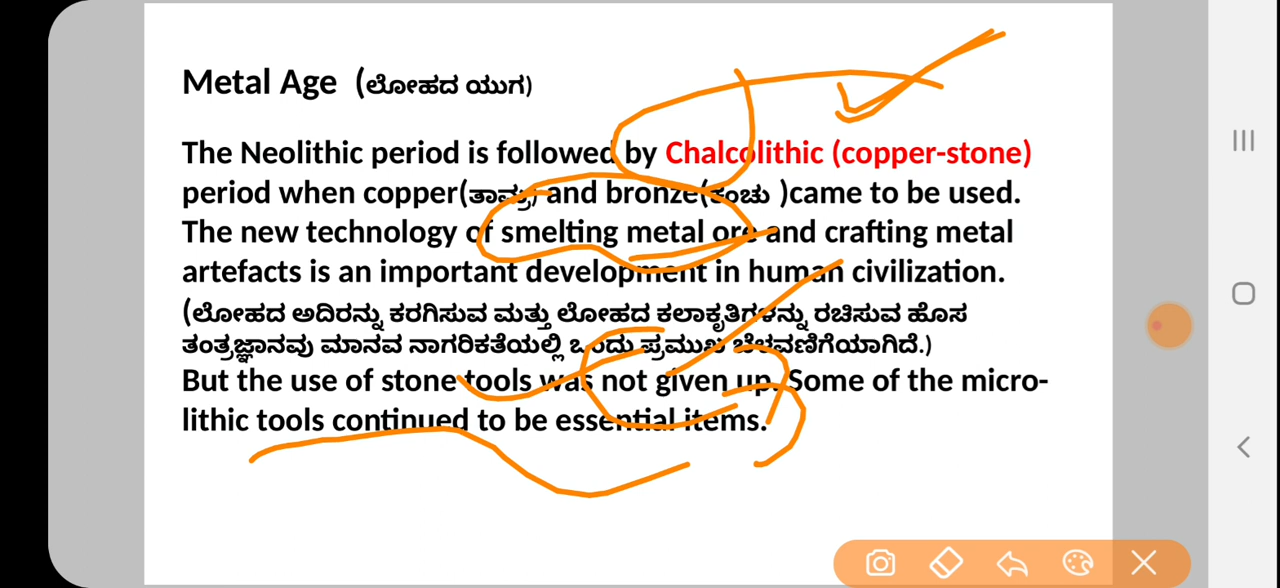 Metal Age (ಲೋಹದ ಯುಗ)
The Neolithic period is followed by Chalcolithic (copper-stone)
period when copper(ತಾಮ್ರ) and bronze(ಕಂಚು )came to be used.
The new technology of smelting metal ore and crafting metal
artefacts is an important development in human civilization.
(ಲೋಹದ ಅದಿರನ್ನು ಕರಗಿಸುವ ಮತ್ತು ಲೋಹದ ಕಲಾಕೃತಿಗಳನ್ನು ರಚಿಸುವ ಹೊಸ
ತಂತ್ರಜ್ಞಾನವು ಮಾನವ ನಾಗರಿಕತೆಯಲ್ಲಿ ಒಂದು ಪ್ರಮುಖ ಬೆಳವಣಿಗೆಯಾಗಿದೆ.)
But the use of stone tools was not given up. Some of the micro-
lithic tools continued to be essential items.